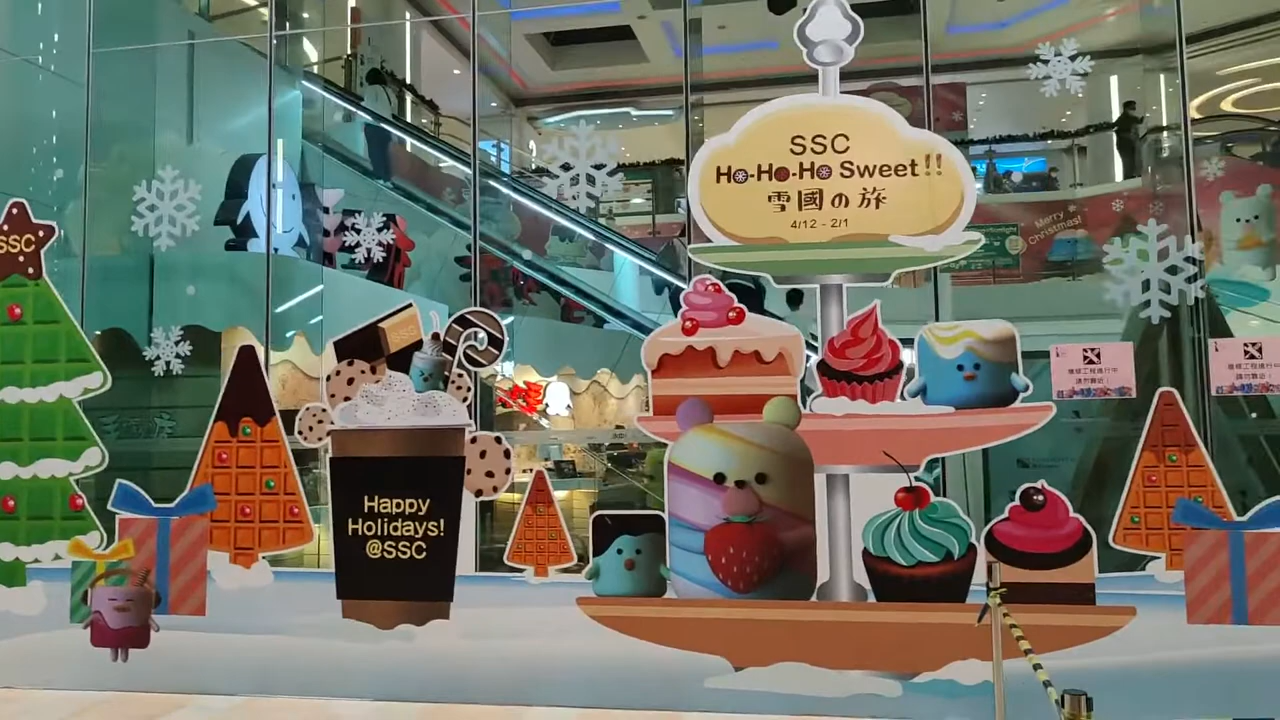 SSC
Ho-Ho-Ho Sweet!!
雪國の旅
4/12 - 2/1
Merry
Christmas!
SSC
SSC
Happy
Holidays!
@SSC